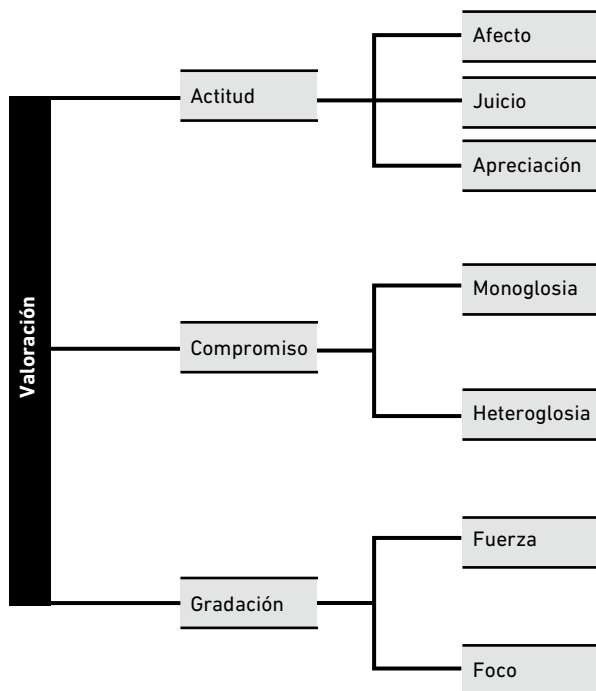 Valoración
Actitud
Afecto
Juicio
Apreciación
Compromiso
Monoglosia
Heteroglosia
Gradación
Fuerza
Foco